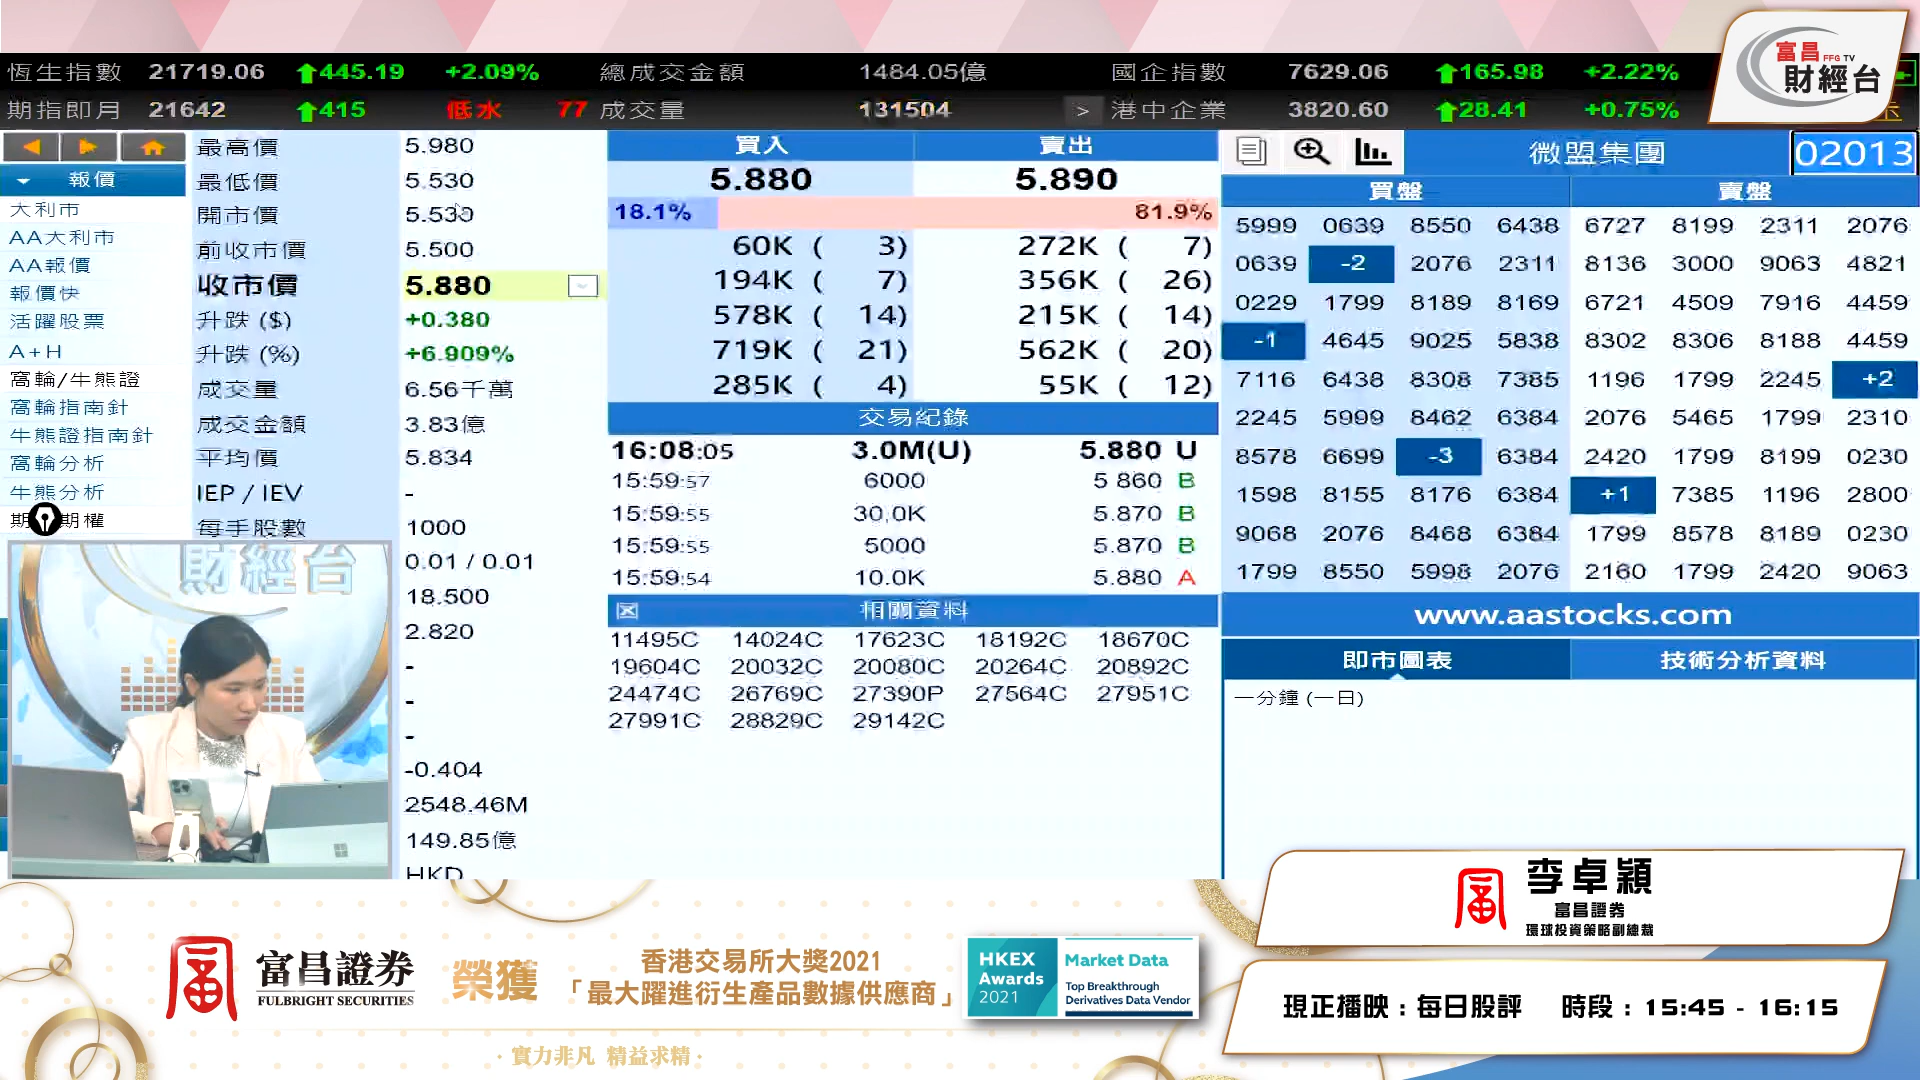 恆生指數 21719.06 445.19 +2.09% 總成交金額 1484.05億 國企指數 7629.06 165.98 +2.22%
期指即月 21642 415 低水 77 成交量 131504 > 港中企業 3820.60 28.41 +0.75%
富昌 FFG TV
財經台
報價
大利市
AA大利市
AA報價
報價快
活躍股票
A+H
窩輪/牛熊證
窩輪指南針
牛熊證指南針
窩輪分析
牛熊分析
期 期權
最高價 5.980
最低價 5.530
開市價 5.530
前收市價 5.500
收市價 5.880
升跌 ($) +0.380
升跌 (%) +6.909%
成交量 6.56千萬
成交金額 3.83億
平均價 5.834
IEP / IEV -
每手股數 1000
0.01 / 0.01
18.500
2.820
-
-
-
-0.404
2548.46M
149.85億
HKD
買入 賣出
5.880 5.890
18.1% 81.9%
60K ( 3) 272K ( 7)
194K ( 7) 356K ( 26)
578K ( 14) 215K ( 14)
719K ( 21) 562K ( 20)
285K ( 4) 55K ( 12)
交易紀錄
16:08:05 3.0M(U) 5.880 U
15:59:57 6000 5 860 B
15:59:55 30.0K 5.870 B
15:59:55 5000 5.870 B
15:59:54 10.0K 5.880 A
相關資料
11495C 14024C 17623C 18192C 18670C
19604C 20032C 20080C 20264C 20892C
24474C 26769C 27390P 27564C 27951C
27991C 28829C 29142C
微盟集團 02013
買盤 賣盤
5999 0639 8550 6438 6727 8199 2311 2076
0639 -2 2076 2311 8136 3000 9063 4821
0229 1799 8189 8169 6721 4509 7916 4459
-1 4645 9025 5838 8302 8306 8188 4459
7116 6438 8308 7385 1196 1799 2245 +2
2245 5999 8462 6384 2076 5465 1799 2310
8578 6699 -3 6384 2420 1799 8199 0230
1598 8155 8176 6384 +1 7385 1196 2800
9068 2076 8468 6384 1799 8578 8189 0230
1799 8550 5998 2076 2160 1799 2420 9063
www.aastocks.com
即市圖表 技術分析資料
一分鐘 (一日)
財經台
李卓穎
富昌證券
環球投資策略副總裁
現正播映：每日股評 時段：15:45 - 16:15
富昌證券
FULBRIGHT SECURITIES
榮獲
香港交易所大獎2021
「最大躍進衍生產品數據供應商」
HKEX
Awards
2021
Market Data
Top Breakthrough
Derivatives Data Vendor
· 實力非凡 精益求精 ·